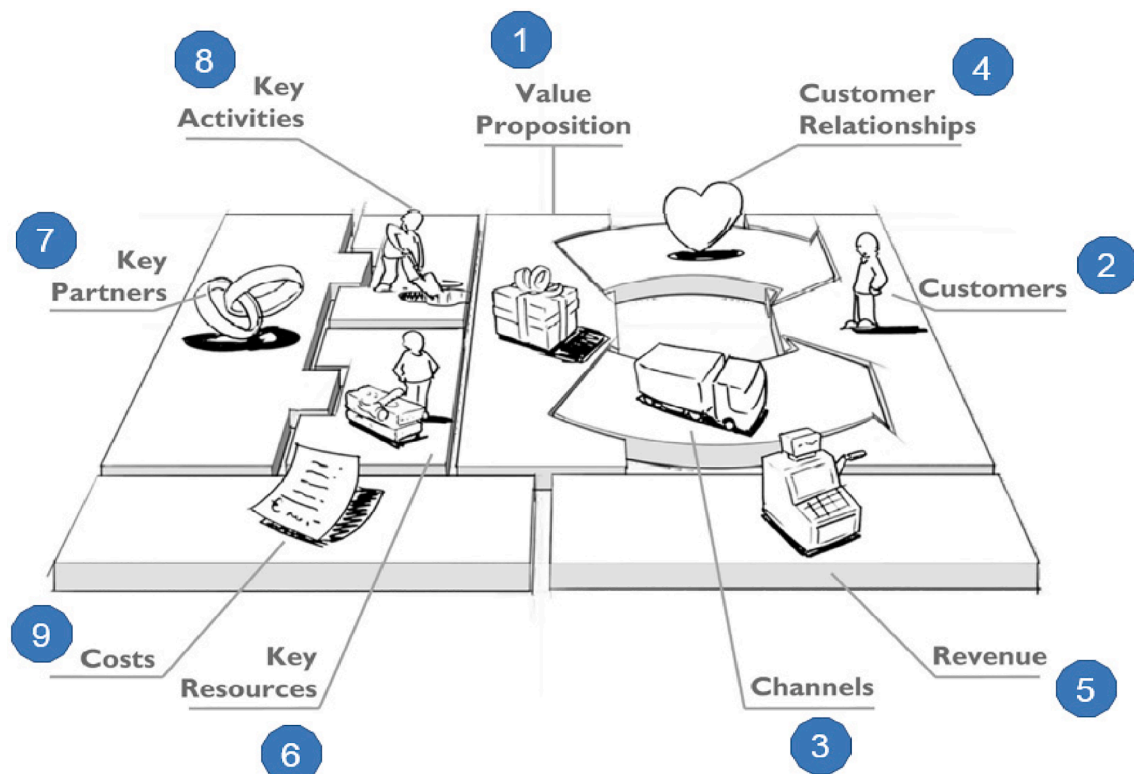 8
Key
Activities
1
Value
Proposition
4
Customer
Relationships
7
Key
Partners
2
Customers
9
Costs
Key
Resources
6
Channels
3
Revenue
5